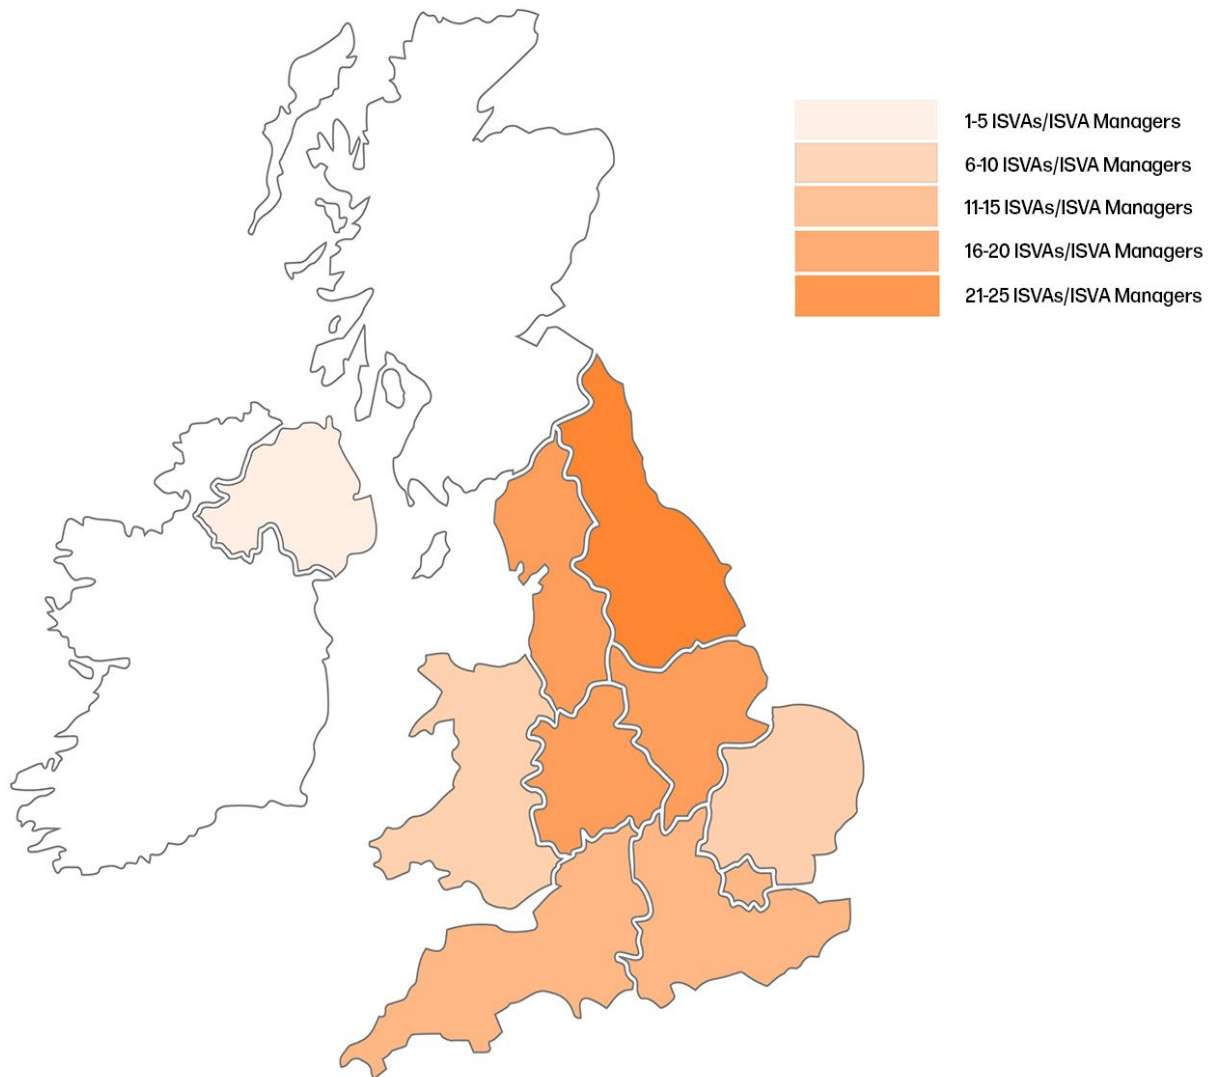 1-5 ISVAs/ISVA Managers
6-10 ISVAs/ISVA Managers
11-15 ISVAs/ISVA Managers
16-20 ISVAs/ISVA Managers
21-25 ISVAs/ISVA Managers